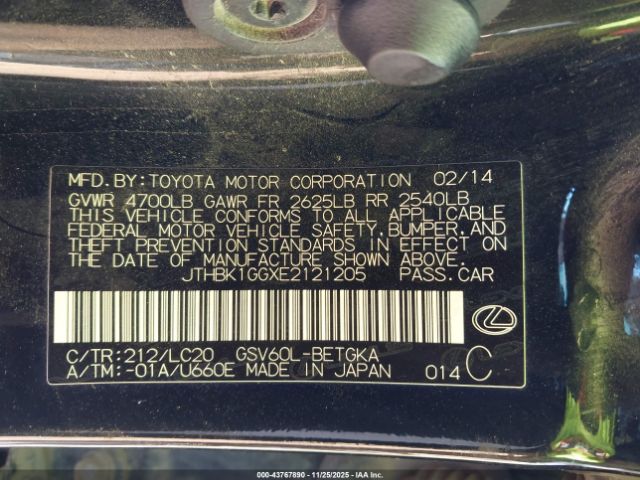 MFD. BY: TOYOTA MOTOR CORPORATION 02/14
GVWR 4700LB GAWR FR 2625LB RR 2540LB
THIS VEHICLE CONFORMS TO ALL APPLICABLE
FEDERAL MOTOR VEHICLE SAFETY, BUMPER, AND
THEFT PREVENTION STANDARDS IN EFFECT ON
THE DATE OF MANUFACTURE SHOWN ABOVE.
JTHBK1GGXE2121205 PASS. CAR
C/TR: 212/LC20 GSV60L-BETGKA
A/TM: -01A/U660E MADE IN JAPAN 014 C
000-43767890 - 11/25/2025 - IAA Corp.